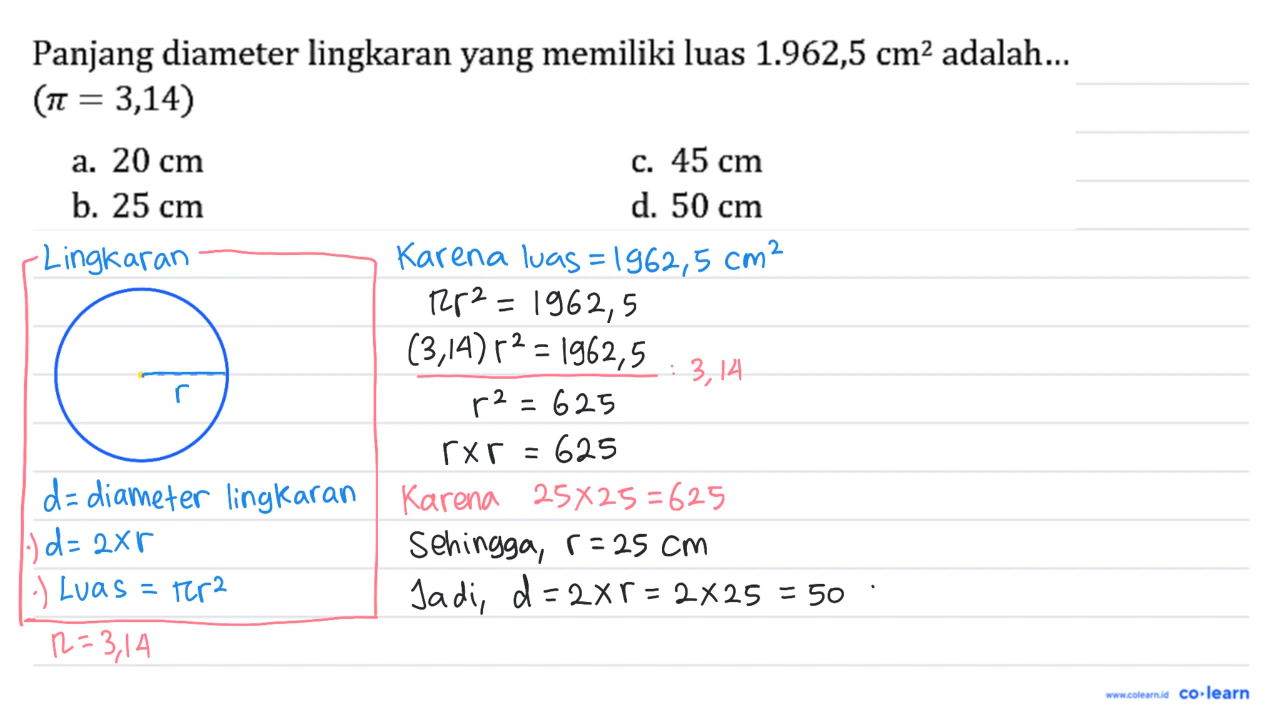 Panjang diameter lingkaran yang memiliki luas 1.962,5 cm² adalah...
(π = 3,14)
a. 20 cm
c. 45 cm
b. 25 cm
d. 50 cm
Lingkaran
r
d = diameter lingkaran
·) d = 2 × r
·) Luas = πr²
π = 3,14
Karena luas = 1962,5 cm²
πr² = 1962,5
(3,14) r² = 1962,5
: 3,14
r² = 625
r × r = 625
Karena 25 × 25 = 625
Sehingga, r = 25 cm
Jadi, d = 2 × r = 2 × 25 = 50
www.colearn.id co·learn